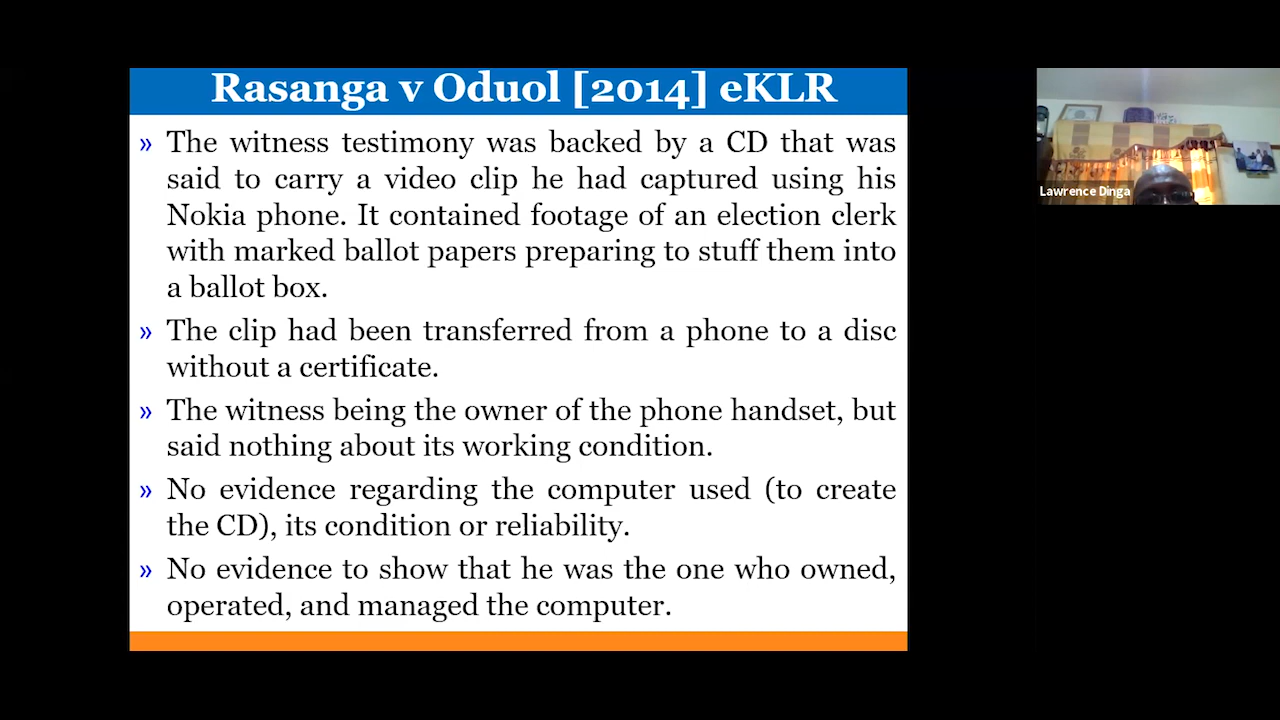 Rasanga v Oduol [2014] eKLR
» The witness testimony was backed by a CD that was
said to carry a video clip he had captured using his
Nokia phone. It contained footage of an election clerk
with marked ballot papers preparing to stuff them into
a ballot box.
» The clip had been transferred from a phone to a disc
without a certificate.
» The witness being the owner of the phone handset, but
said nothing about its working condition.
» No evidence regarding the computer used (to create
the CD), its condition or reliability.
» No evidence to show that he was the one who owned,
operated, and managed the computer.
Lawrence Dinga